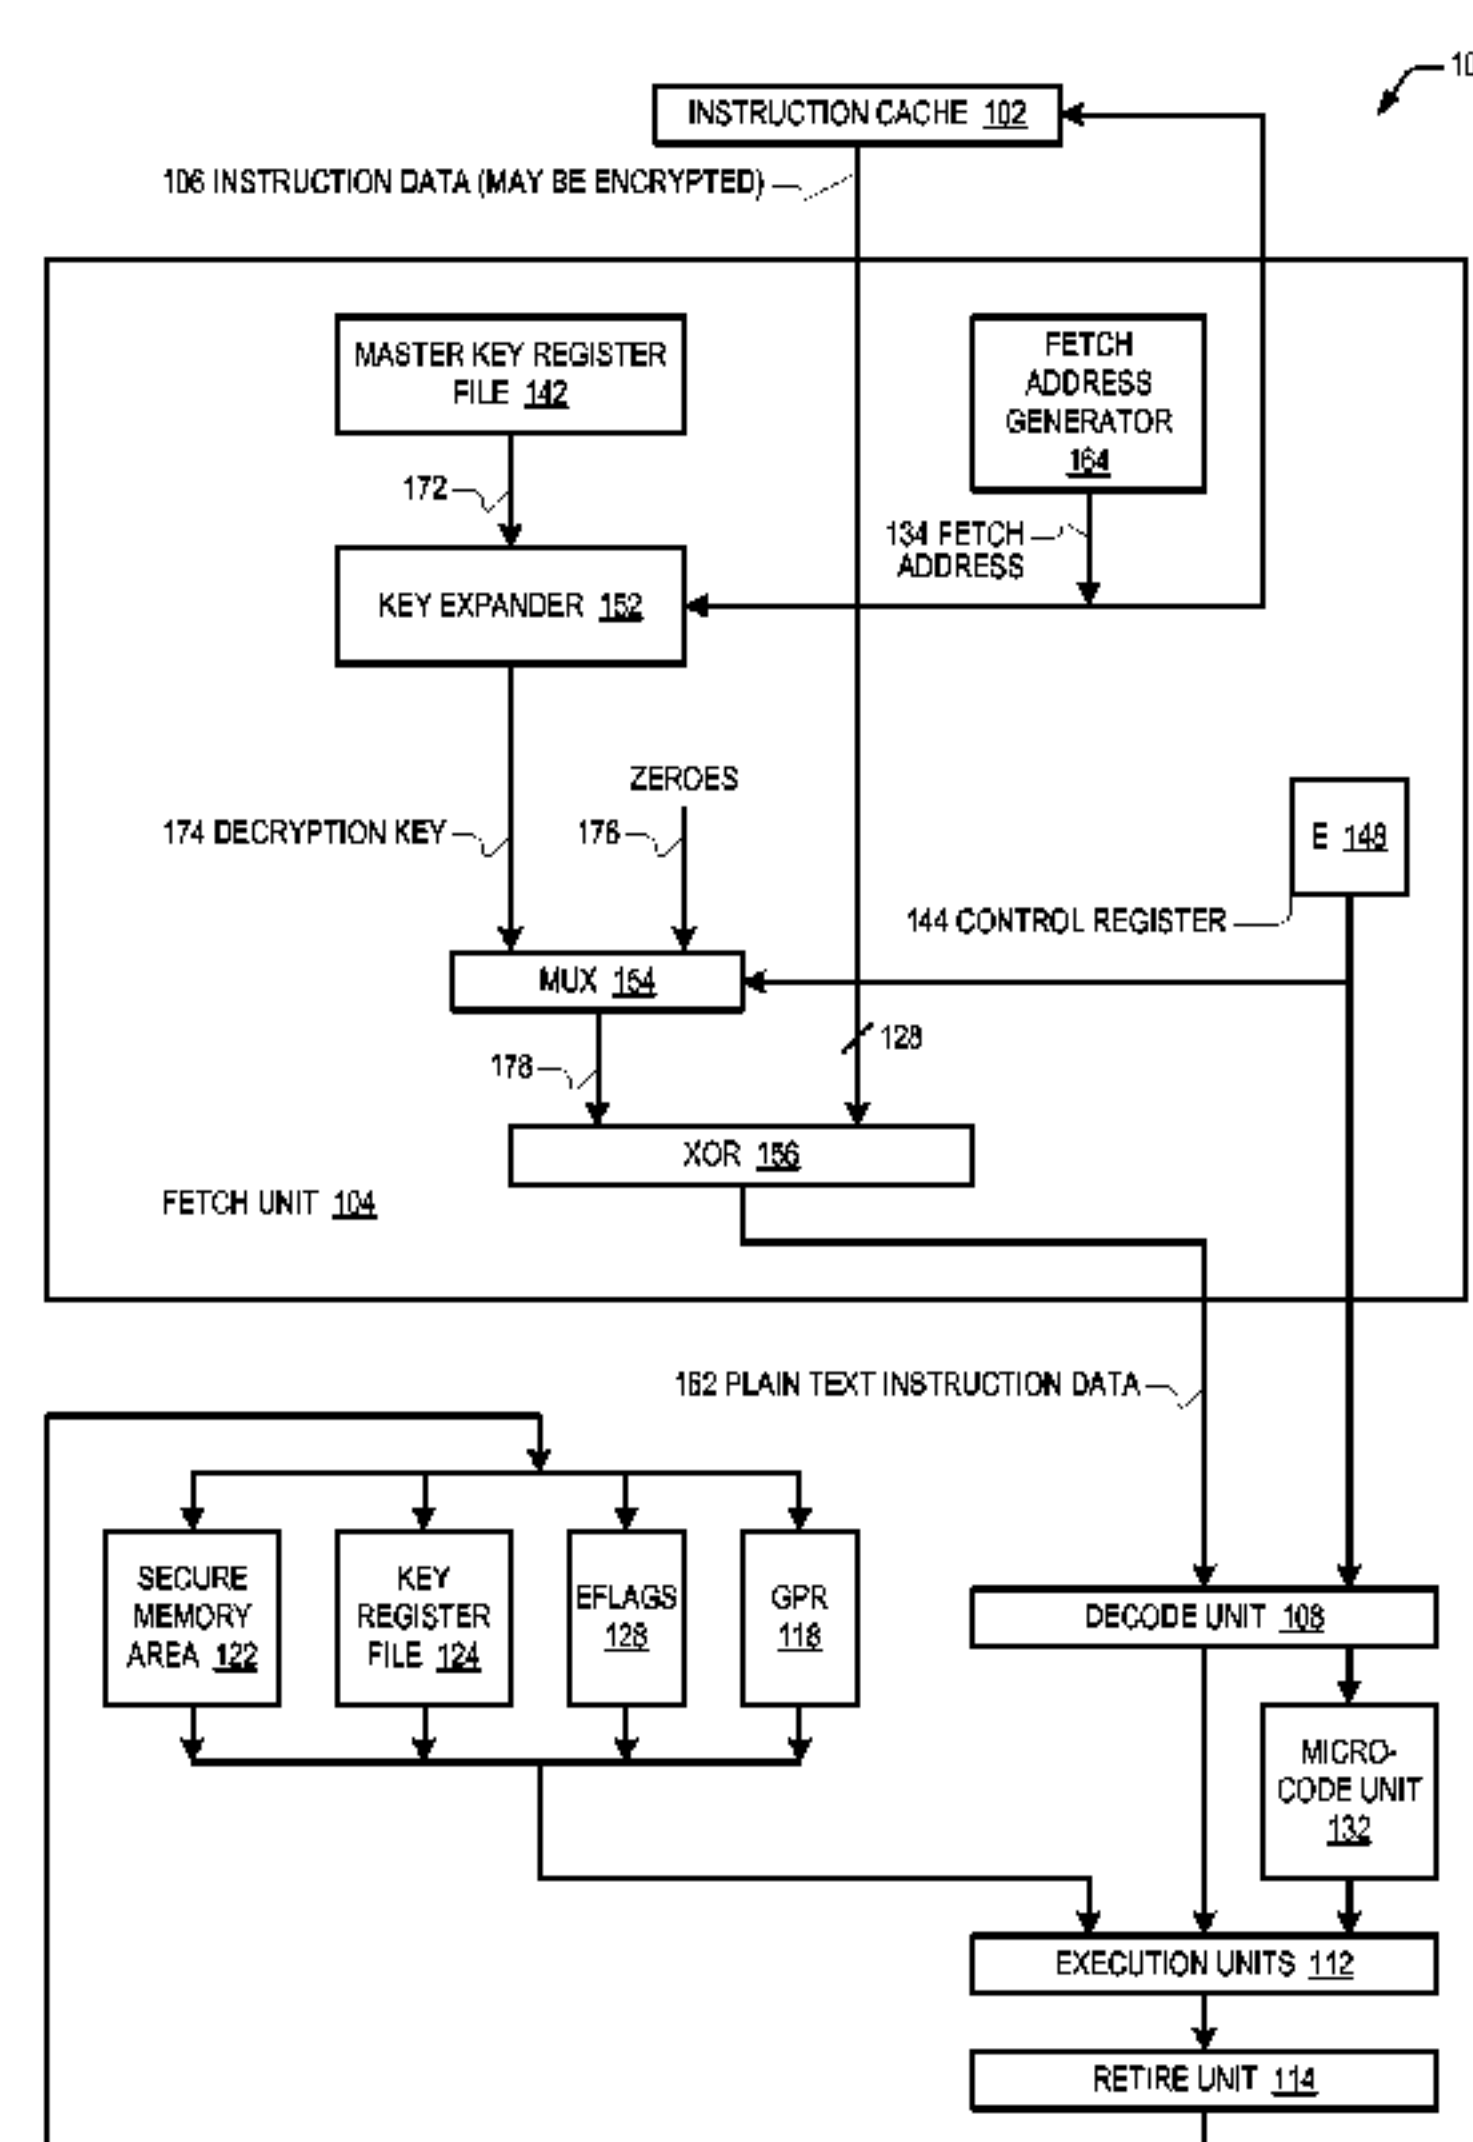 10
INSTRUCTION CACHE 102
106 INSTRUCTION DATA (MAY BE ENCRYPTED)
MASTER KEY REGISTER
FILE 142
FETCH
ADDRESS
GENERATOR
164
172
134 FETCH
ADDRESS
KEY EXPANDER 152
ZEROES
174 DECRYPTION KEY
176
E 148
144 CONTROL REGISTER
MUX 154
128
178
XOR 156
FETCH UNIT 104
162 PLAIN TEXT INSTRUCTION DATA
SECURE
MEMORY
AREA 122
KEY
REGISTER
FILE 124
EFLAGS
128
GPR
118
DECODE UNIT 108
MICRO-
CODE UNIT
132
EXECUTION UNITS 112
RETIRE UNIT 114